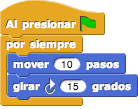 Al presionar
por siempre
mover 10 pasos
girar 15 grados